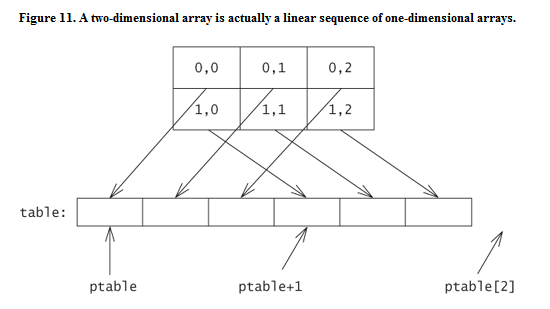 Figure 11. A two-dimensional array is actually a linear sequence of one-dimensional arrays.
0,0 0,1 0,2
1,0 1,1 1,2
table:
ptable ptable+1 ptable[2]